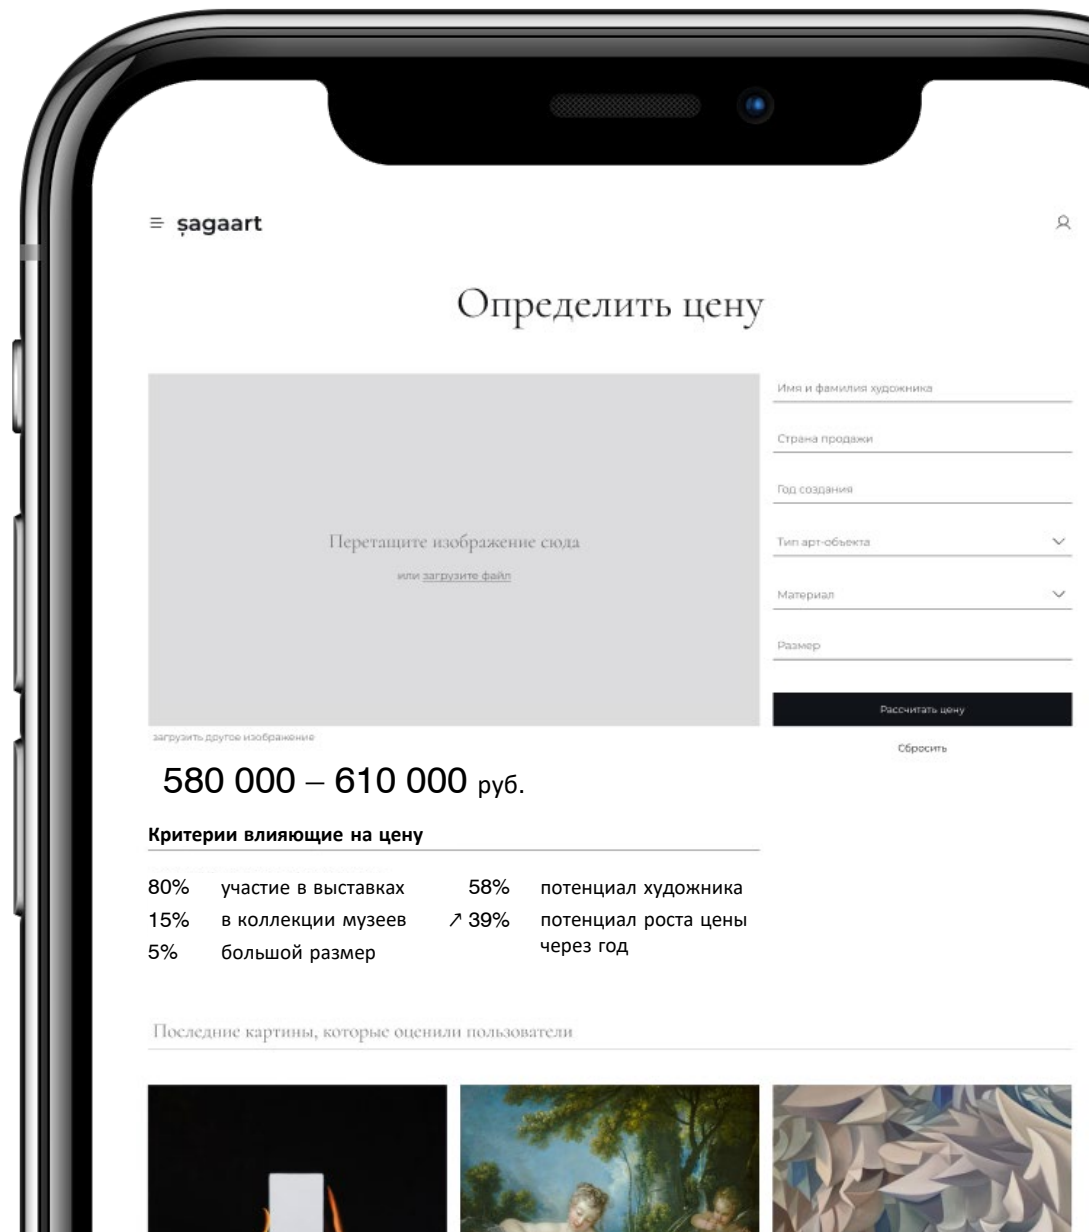 ṣagaart
Определить цену
Перетащите изображение сюда
или загрузите файл
загрузить другое изображение
Имя и фамилия художника
Страна продажи
Год создания
Тип арт-объекта
Материал
Размер
Рассчитать цену
Сбросить
580 000 – 610 000 руб.
Критерии влияющие на цену
80% участие в выставках
15% в коллекции музеев
5% большой размер
58% потенциал художника
↗ 39% потенциал роста цены
через год
Последние картины, которые оценили пользователи